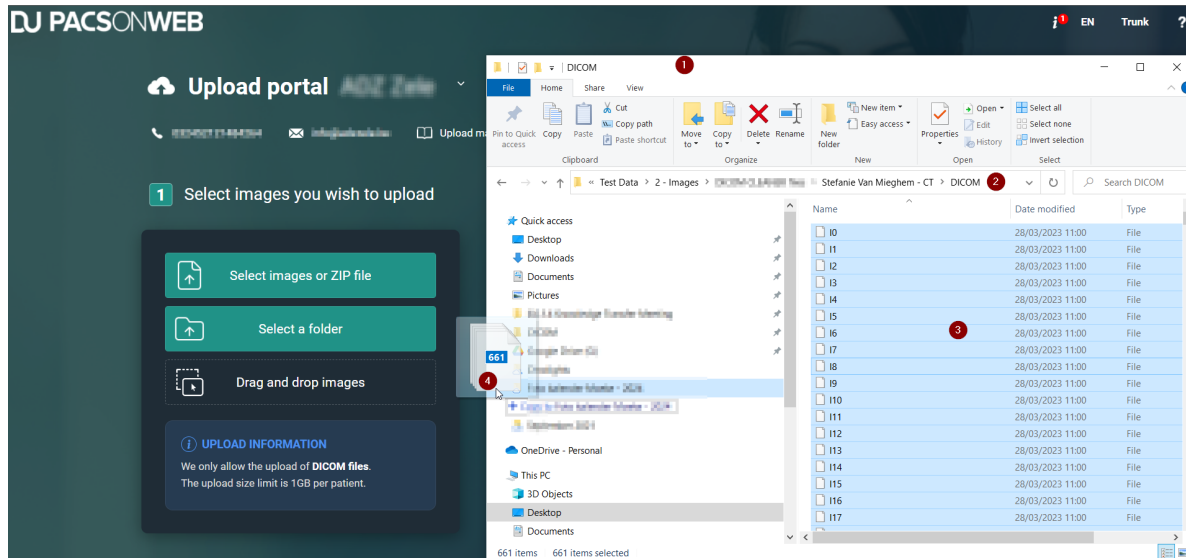 DJ PACSONWEB
1
EN
Trunk
?
Upload portal
Upload m
1 Select images you wish to upload
Select images or ZIP file
Select a folder
Drag and drop images
UPLOAD INFORMATION
We only allow the upload of DICOM files.
The upload size limit is 1GB per patient.
DICOM
1
File Home Share View
Pin to Quick access
Copy
Paste
Cut
Copy path
Paste shortcut
Clipboard
Move to
Copy to
Delete
Rename
Organize
New folder
New item
Easy access
New
Properties
Open
Edit
History
Open
Select all
Select none
Invert selection
Select
« Test Data > 2 - Images > Stefanie Van Mieghem - CT > DICOM 2
Search DICOM
Quick access
Desktop
Downloads
Documents
Pictures
661
4
OneDrive - Personal
This PC
3D Objects
Desktop
Documents
Name Date modified Type
I0 28/03/2023 11:00 File
I1 28/03/2023 11:00 File
I2 28/03/2023 11:00 File
I3 28/03/2023 11:00 File
I4 28/03/2023 11:00 File
I5 28/03/2023 11:00 File
I6 3 28/03/2023 11:00 File
I7 28/03/2023 11:00 File
I8 28/03/2023 11:00 File
I9 28/03/2023 11:00 File
I10 28/03/2023 11:00 File
I11 28/03/2023 11:00 File
I12 28/03/2023 11:00 File
I13 28/03/2023 11:00 File
I14 28/03/2023 11:00 File
I15 28/03/2023 11:00 File
I16 28/03/2023 11:00 File
I17 28/03/2023 11:00 File
661 items 661 items selected